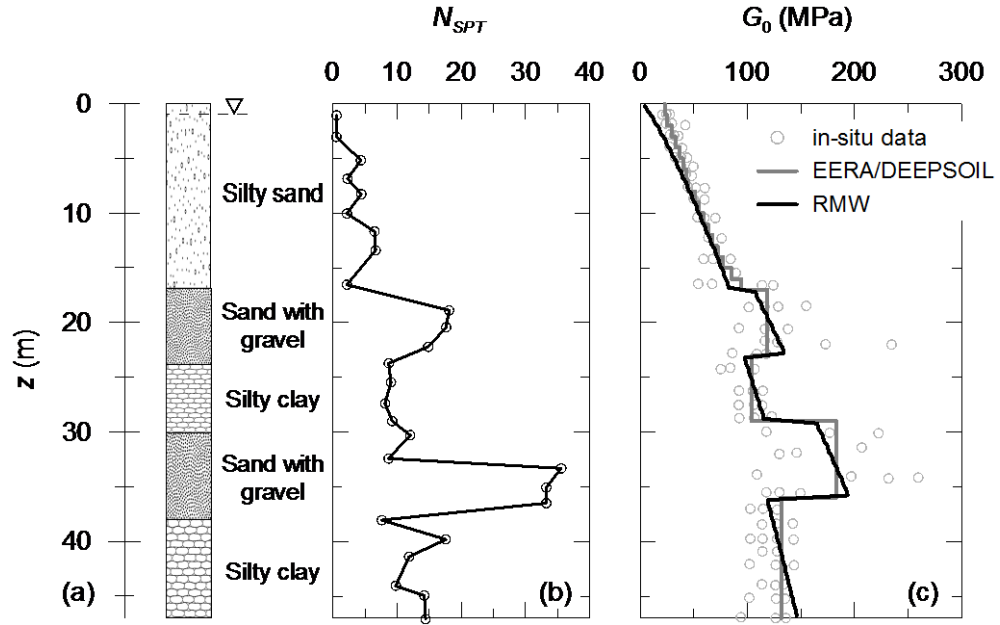 N_SPT
G_0 (MPa)
0 10 20 30 40
0 100 200 300
0
10
20
30
40
z (m)
Silty sand
Sand with
gravel
Silty clay
Sand with
gravel
Silty clay
in-situ data
EERA/DEEPSOIL
RMW
(a)
(b)
(c)